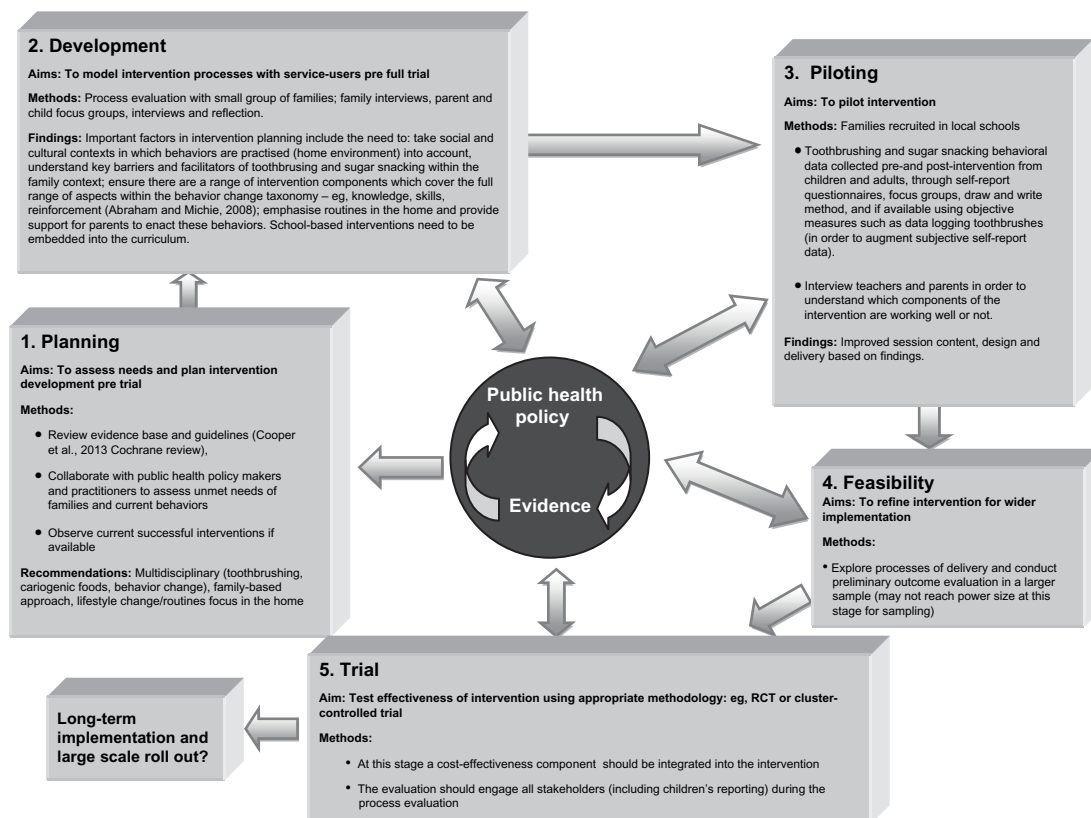 2. Development
Aims: To model intervention processes with service-users pre full trial
Methods: Process evaluation with small group of families; family interviews, parent and
child focus groups, interviews and reflection.
Findings: Important factors in intervention planning include the need to: take social and
cultural contexts in which behaviors are practised (home environment) into account,
understand key barriers and facilitators of toothbrusing and sugar snacking within the
family context; ensure there are a range of intervention components which cover the full
range of aspects within the behavior change taxonomy – eg, knowledge, skills,
reinforcement (Abraham and Michie, 2008); emphasise routines in the home and provide
support for parents to enact these behaviors. School-based interventions need to be
embedded into the curriculum.
3. Piloting
Aims: To pilot intervention
Methods: Families recruited in local schools
• Toothbrushing and sugar snacking behavioral
data collected pre-and post-intervention from
children and adults, through self-report
questionnaires, focus groups, draw and write
method, and if available using objective
measures such as data logging toothbrushes
(in order to augment subjective self-report
data).
• Interview teachers and parents in order to
understand which components of the
intervention are working well or not.
Findings: Improved session content, design and
delivery based on findings.
1. Planning
Aims: To assess needs and plan intervention
development pre trial
Methods:
• Review evidence base and guidelines (Cooper
et al., 2013 Cochrane review),
• Collaborate with public health policy makers
and practitioners to assess unmet needs of
families and current behaviors
• Observe current successful interventions if
available
Recommendations: Multidisciplinary (toothbrushing,
cariogenic foods, behavior change), family-based
approach, lifestyle change/routines focus in the home
Public health
policy
Evidence
4. Feasibility
Aims: To refine intervention for wider
implementation
Methods:
• Explore processes of delivery and conduct
preliminary outcome evaluation in a larger
sample (may not reach power size at this
stage for sampling)
5. Trial
Aim: Test effectiveness of intervention using appropriate methodology: eg, RCT or cluster-
controlled trial
Methods:
• At this stage a cost-effectiveness component should be integrated into the intervention
• The evaluation should engage all stakeholders (including children's reporting) during the
process evaluation
Long-term
implementation and
large scale roll out?